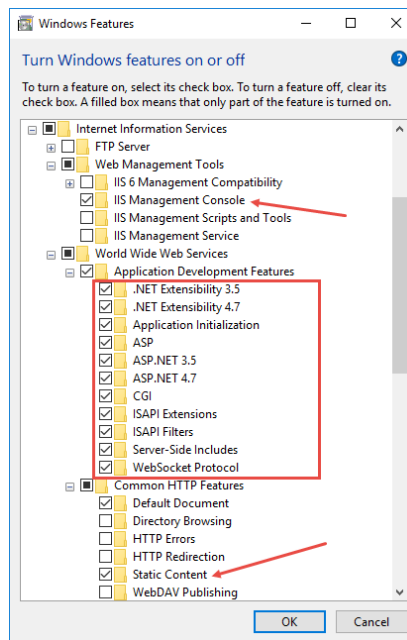 Windows Features
Turn Windows features on or off
To turn a feature on, select its check box. To turn a feature off, clear its
check box. A filled box means that only part of the feature is turned on.
Internet Information Services
FTP Server
Web Management Tools
IIS 6 Management Compatibility
IIS Management Console
IIS Management Scripts and Tools
IIS Management Service
World Wide Web Services
Application Development Features
.NET Extensibility 3.5
.NET Extensibility 4.7
Application Initialization
ASP
ASP.NET 3.5
ASP.NET 4.7
CGI
ISAPI Extensions
ISAPI Filters
Server-Side Includes
WebSocket Protocol
Common HTTP Features
Default Document
Directory Browsing
HTTP Errors
HTTP Redirection
Static Content
WebDAV Publishing
OK Cancel